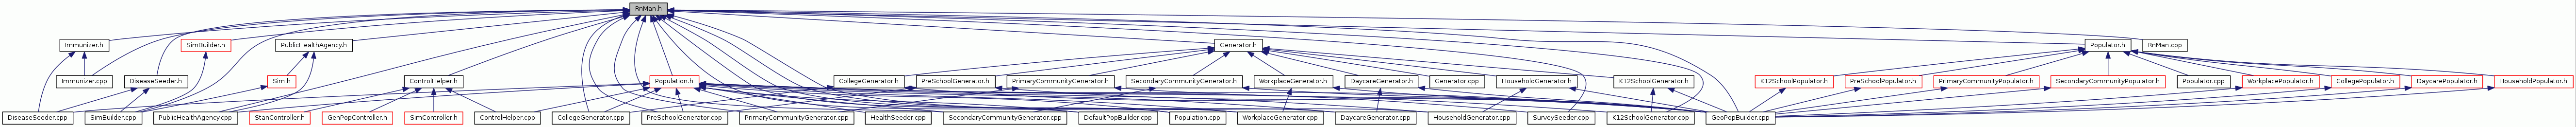 RnMan.h
Immunizer.h
SimBuilder.h
PublicHealthAgency.h
Generator.h
Populator.h
RnMan.cpp
Immunizer.cpp
DiseaseSeeder.h
Sim.h
ControlHelper.h
Population.h
CollegeGenerator.h
PreSchoolGenerator.h
PrimaryCommunityGenerator.h
SecondaryCommunityGenerator.h
WorkplaceGenerator.h
DaycareGenerator.h
Generator.cpp
HouseholdGenerator.h
K12SchoolGenerator.h
K12SchoolPopulator.h
PreSchoolPopulator.h
PrimaryCommunityPopulator.h
SecondaryCommunityPopulator.h
Populator.cpp
WorkplacePopulator.h
CollegePopulator.h
DaycarePopulator.h
HouseholdPopulator.h
DiseaseSeeder.cpp
SimBuilder.cpp
PublicHealthAgency.cpp
StanController.h
GenPopController.h
SimController.h
ControlHelper.cpp
CollegeGenerator.cpp
PreSchoolGenerator.cpp
PrimaryCommunityGenerator.cpp
HealthSeeder.cpp
SecondaryCommunityGenerator.cpp
DefaultPopBuilder.cpp
Population.cpp
WorkplaceGenerator.cpp
DaycareGenerator.cpp
HouseholdGenerator.cpp
SurveySeeder.cpp
K12SchoolGenerator.cpp
GeoPopBuilder.cpp